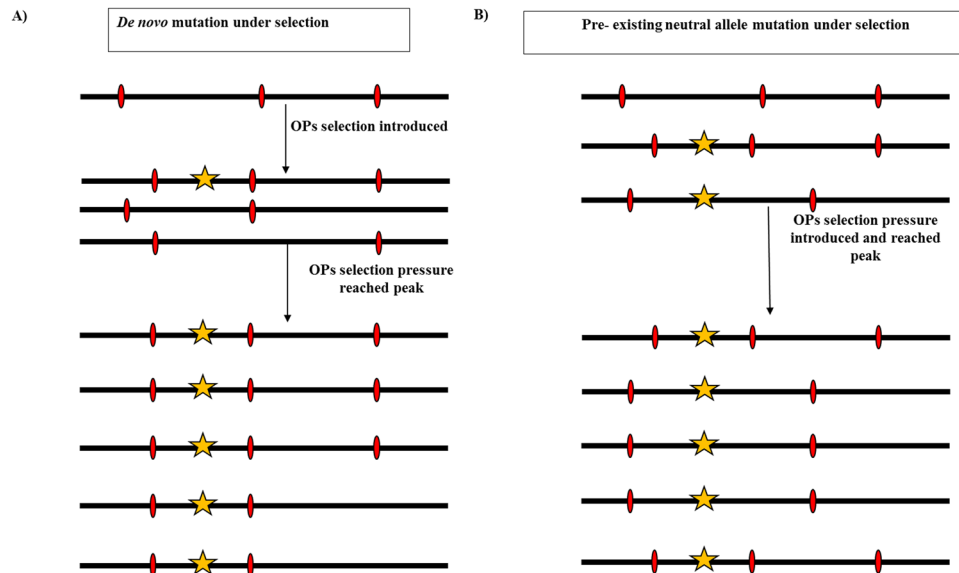 A)
De novo mutation under selection
OPs selection introduced
OPs selection pressure
reached peak
B)
Pre- existing neutral allele mutation under selection
OPs selection pressure
introduced and reached
peak